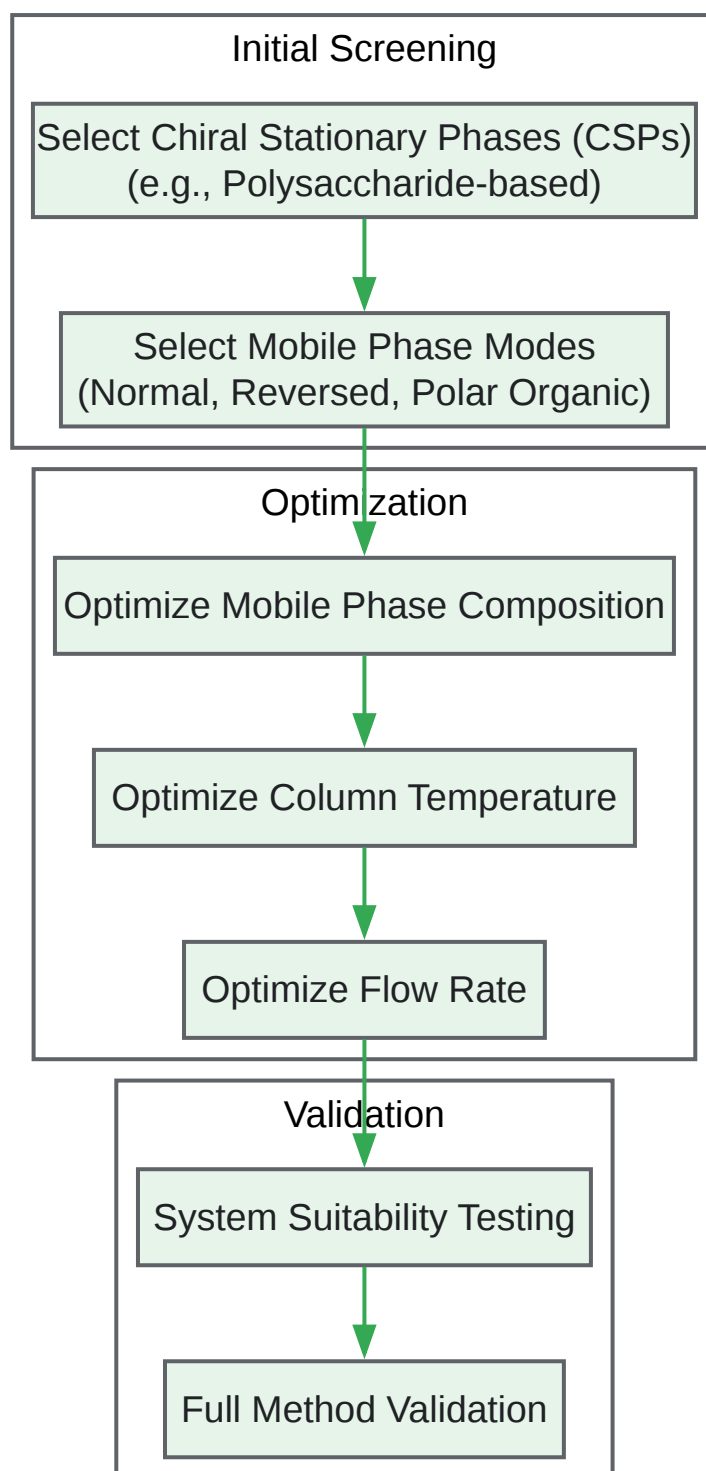 Initial Screening
Select Chiral Stationary Phases (CSPs)
(e.g., Polysaccharide-based)
Select Mobile Phase Modes
(Normal, Reversed, Polar Organic)
Optimization
Optimize Mobile Phase Composition
Optimize Column Temperature
Optimize Flow Rate
Validation
System Suitability Testing
Full Method Validation